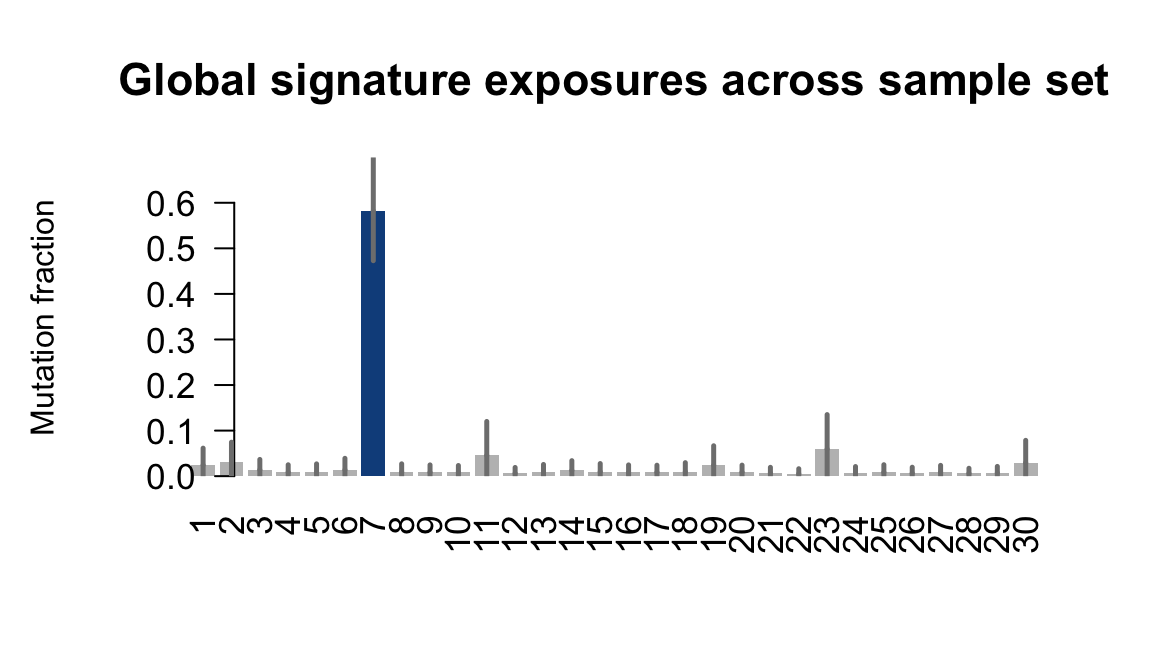 Global signature exposures across sample set
Mutation fraction
0.6
0.5
0.4
0.3
0.2
0.1
0.0
1 2 3 4 5 6 7 8 9 10 11 12 13 14 15 16 17 18 19 20 21 22 23 24 25 26 27 28 29 30